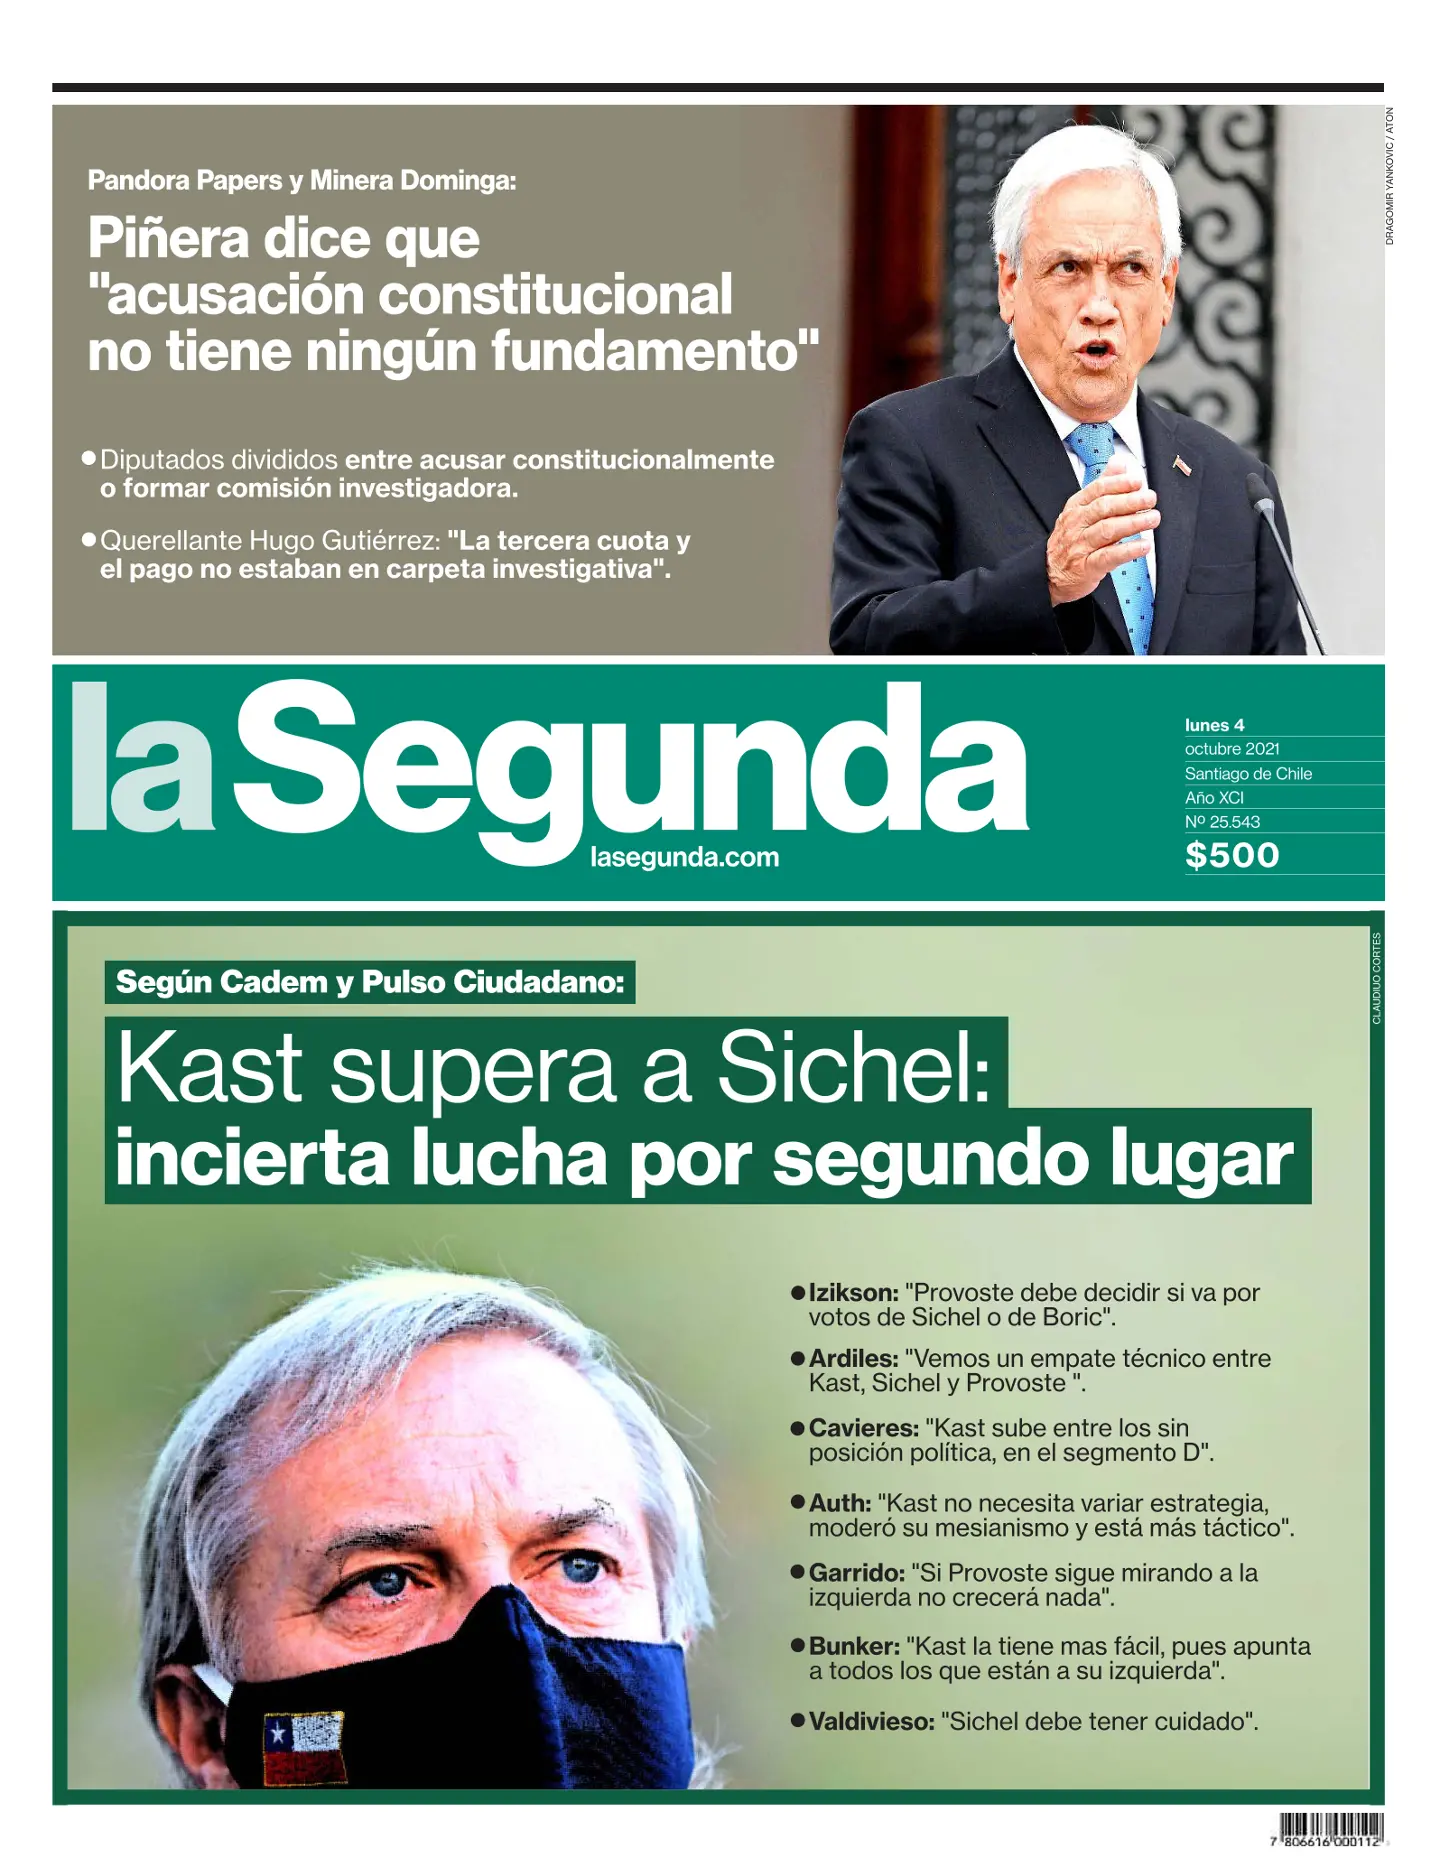 DRAGOMIR YANKOVIC / ATON
Pandora Papers y Minera Dominga:
Piñera dice que
"acusación constitucional
no tiene ningún fundamento"
●Diputados divididos entre acusar constitucionalmente
o formar comisión investigadora.
●Querellante Hugo Gutiérrez: "La tercera cuota y
el pago no estaban en carpeta investigativa".
laSegunda
lasegunda.com
lunes 4
octubre 2021
Santiago de Chile
Año XCI
Nº 25.543
$500
CLAUDIUO CORTES
Según Cadem y Pulso Ciudadano:
Kast supera a Sichel:
incierta lucha por segundo lugar
●Izikson: "Provoste debe decidir si va por
votos de Sichel o de Boric".
●Ardiles: "Vemos un empate técnico entre
Kast, Sichel y Provoste ".
●Cavieres: "Kast sube entre los sin
posición política, en el segmento D".
●Auth: "Kast no necesita variar estrategia,
moderó su mesianismo y está más táctico".
●Garrido: "Si Provoste sigue mirando a la
izquierda no crecerá nada".
●Bunker: "Kast la tiene mas fácil, pues apunta
a todos los que están a su izquierda".
●Valdivieso: "Sichel debe tener cuidado".
7 806616 000112